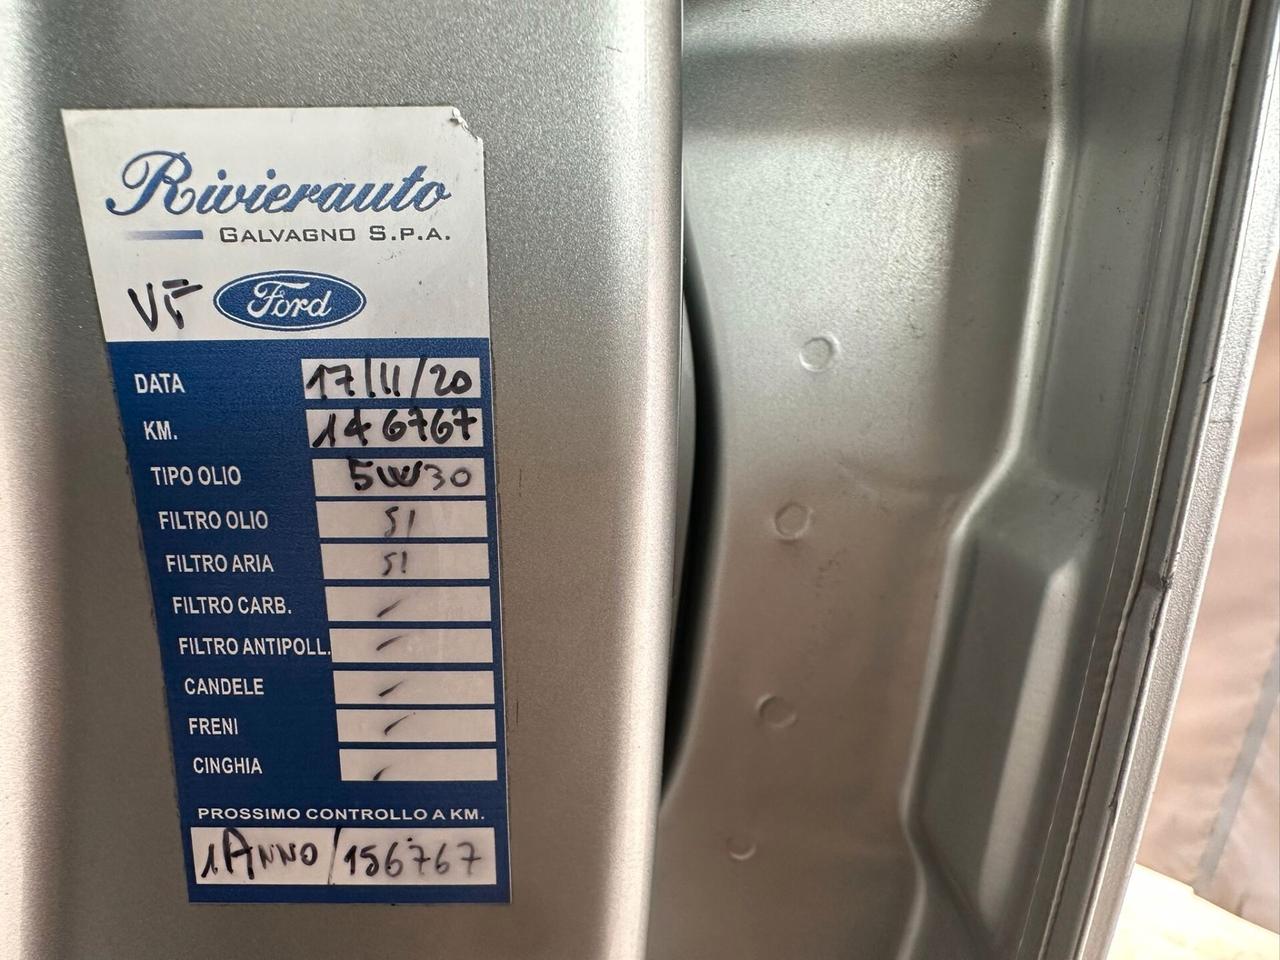 Rivierauto
GALVAGNO S.P.A.
VF Ford
DATA 17/11/20
KM. 146767
TIPO OLIO 5W30
FILTRO OLIO SI
FILTRO ARIA SI
FILTRO CARB. /
FILTRO ANTIPOLL. /
CANDELE /
FRENI /
CINGHIA /
PROSSIMO CONTROLLO A KM.
1 ANNO/156767